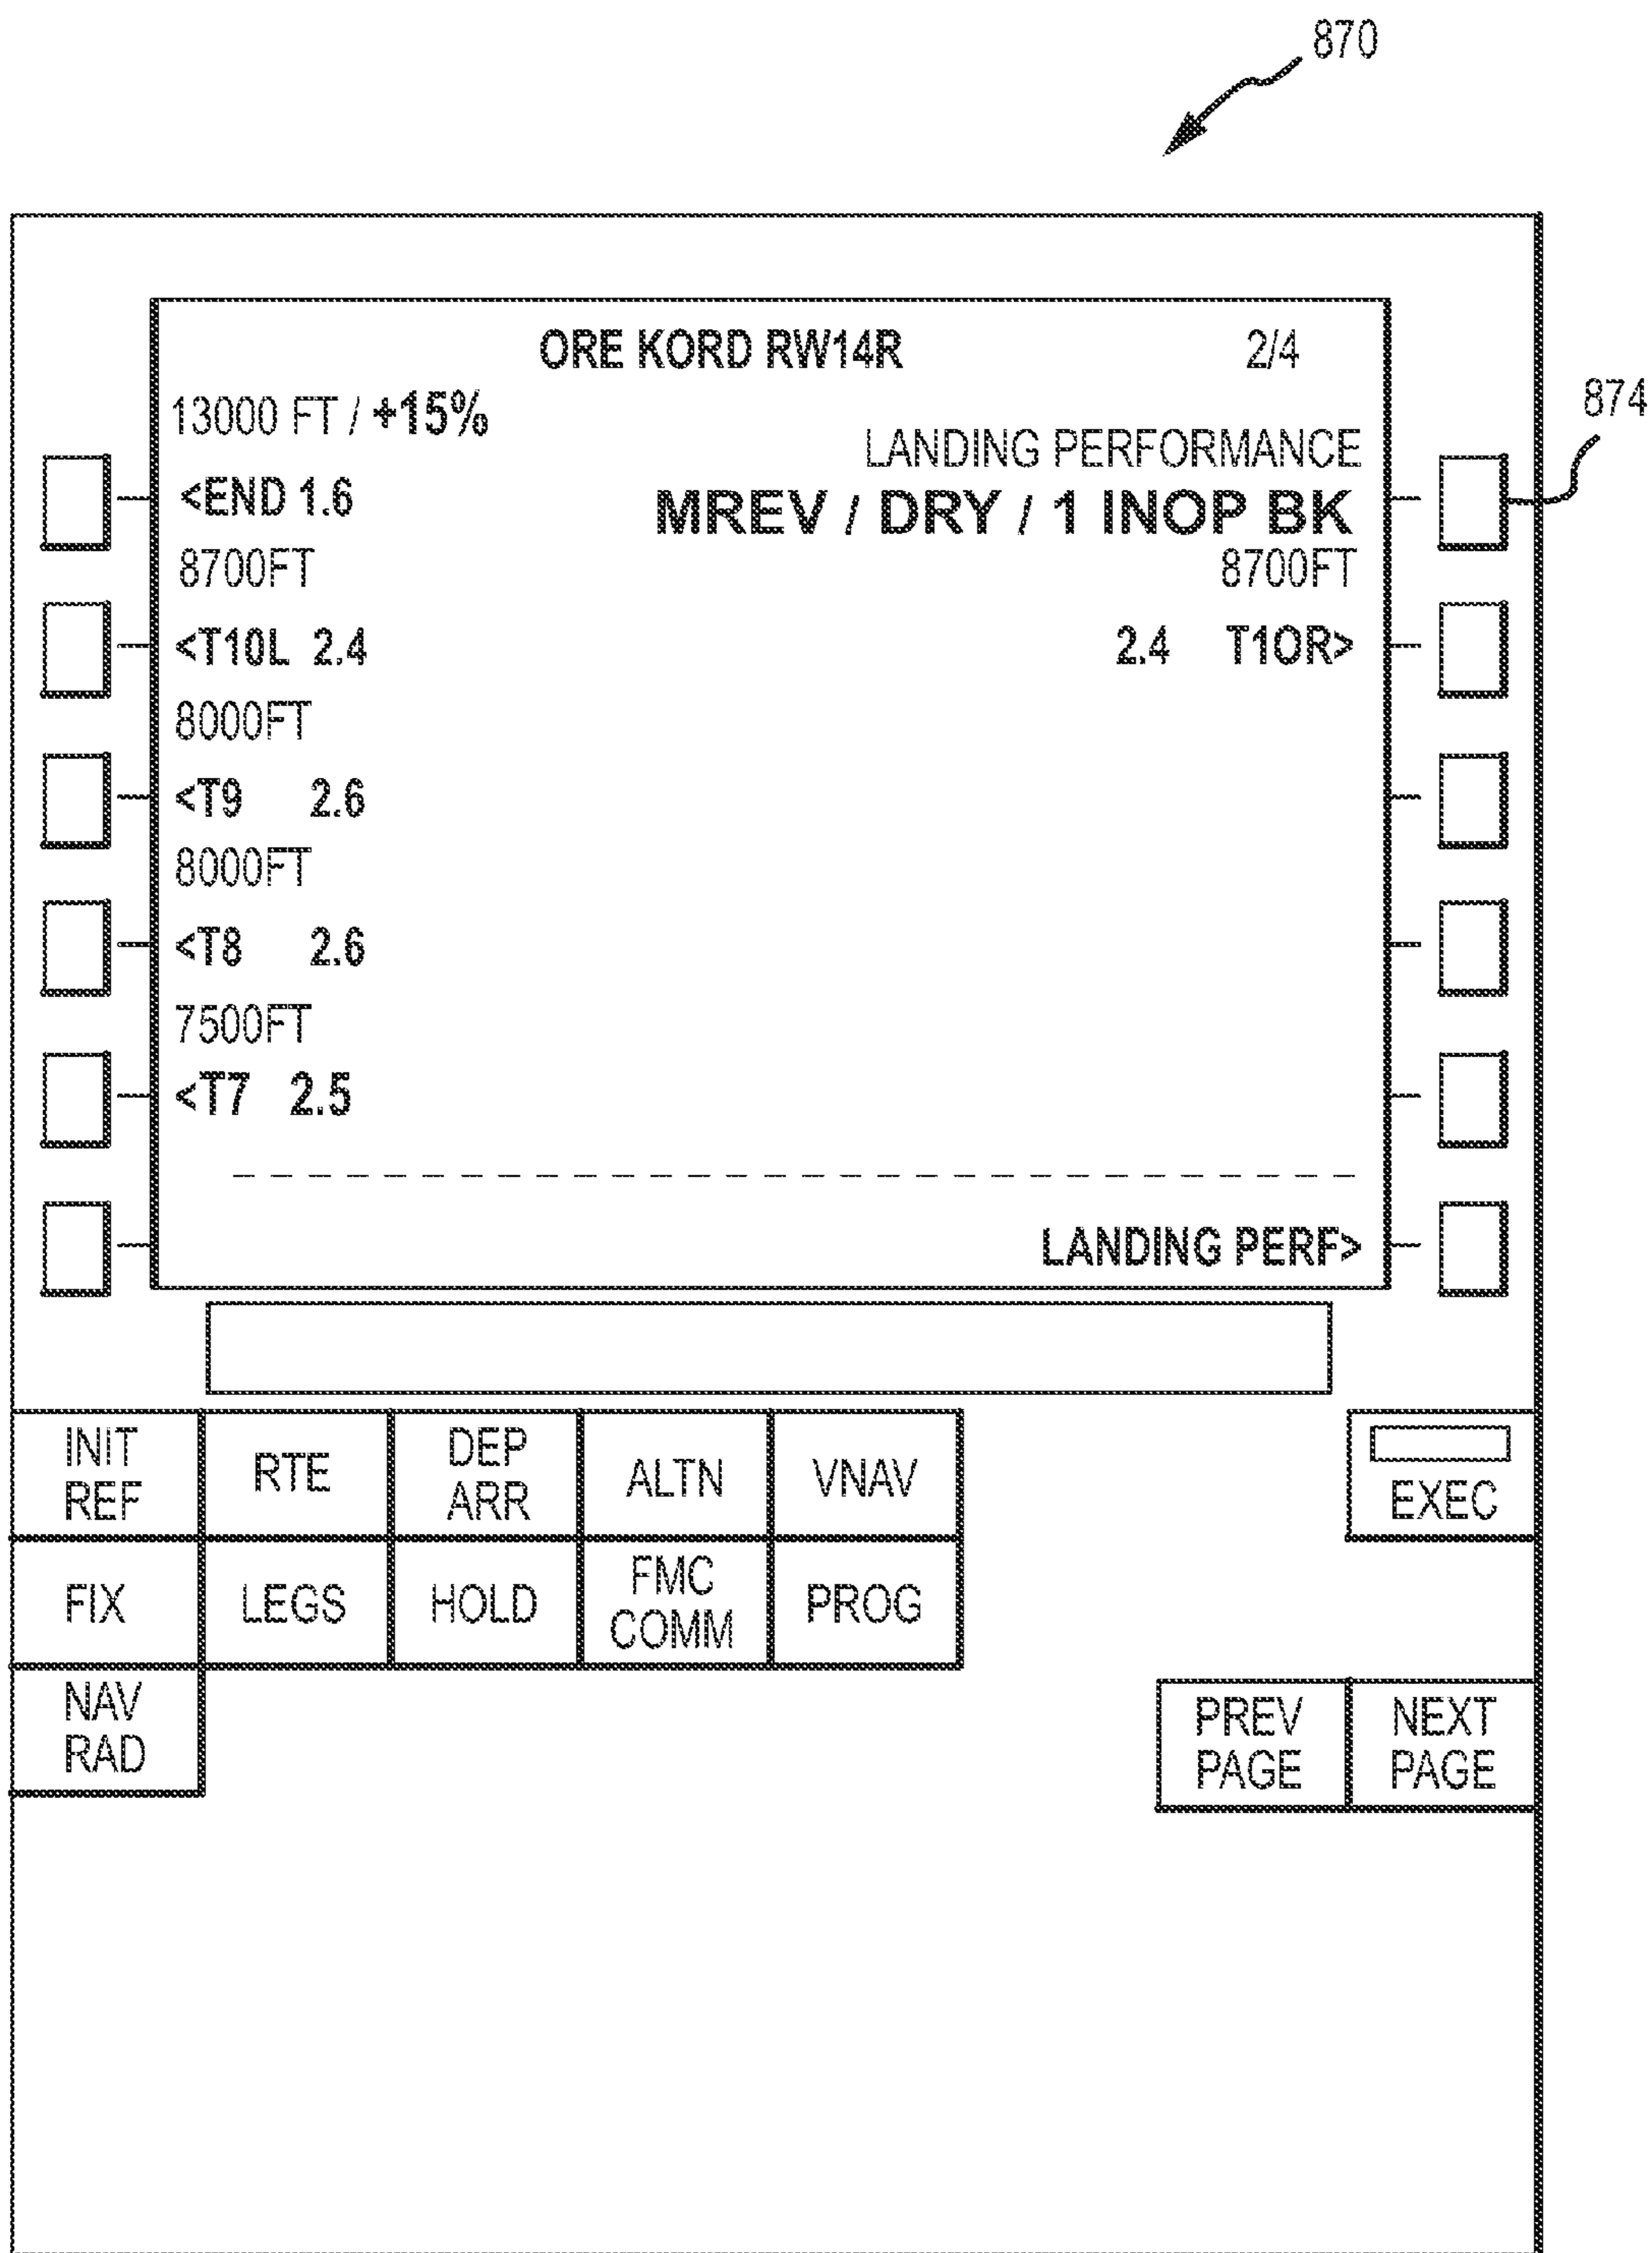 870
ORE KORD RW14R 2/4
13000 FT / +15%
LANDING PERFORMANCE
874
<END 1.6 MREV / DRY / 1 INOP BK
8700FT 8700FT
<T10L 2.4 2.4 T1OR>
8000FT
<T9 2.6
8000FT
<T8 2.6
7500FT
<T7 2.5
LANDING PERF>
INIT REF
RTE
DEP ARR
ALTN
VNAV
EXEC
FIX
LEGS
HOLD
FMC COMM
PROG
NAV RAD
PREV PAGE
NEXT PAGE